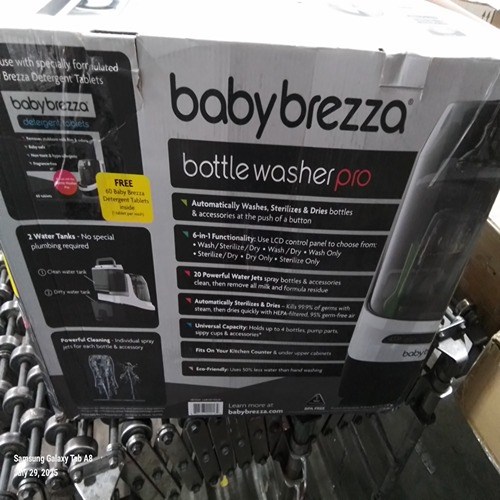 use with specially formulated
Brezza Detergent Tablets
babybrezza
detergent tablets
FREE
60 Baby Brezza
Detergent Tablets
inside
2 Water Tanks - No special
plumbing required
1 Clean water tank
2 Dirty water tank
Powerful Cleaning - Individual spray
jets for each bottle & accessory
babybrezza
bottle washer pro
Automatically Washes, Sterilizes & Dries bottles
& accessories at the push of a button
6-in-1 Functionality: Use LCD control panel to choose from:
• Wash/Sterilize/Dry • Wash/Dry • Wash Only
• Sterilize/Dry • Dry Only • Sterilize Only
20 Powerful Water Jets spray bottles & accessories
clean, then remove all milk and formula residue
Automatically Sterilizes & Dries - Kills 99.9% of germs with
steam, then dries quickly with HEPA-filtered, 95% germ-free air
Universal Capacity: Holds up to 4 bottles, pump parts,
sippy cups & accessories*
Fits On Your Kitchen Counter & under upper cabinets
Eco-friendly: Uses 50% less water than hand washing
Learn more at
babybrezza.com
BPA FREE
babyb
Samsung Galaxy Tab A8
July 29, 2025